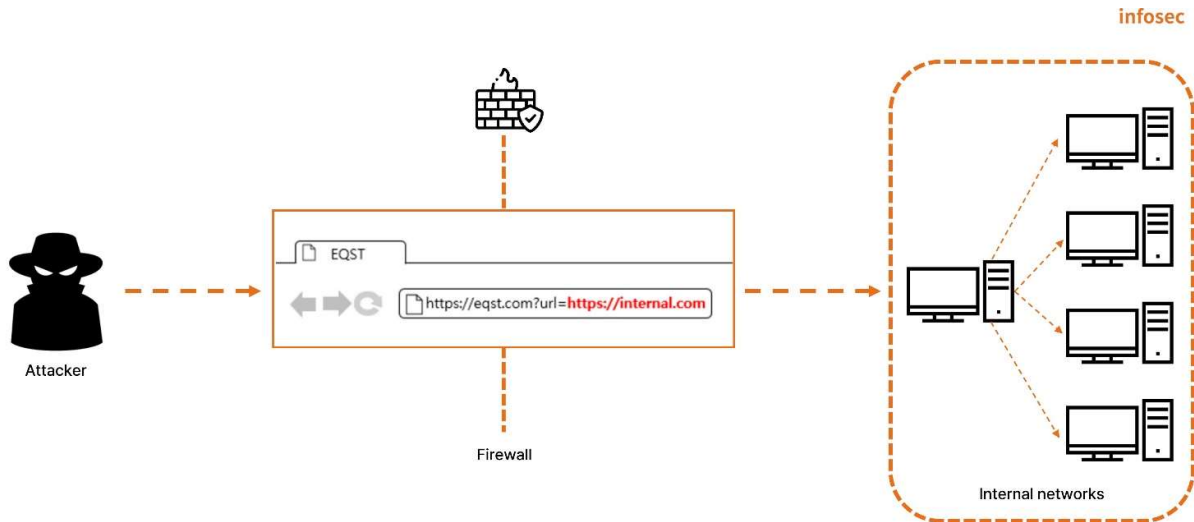 infosec
EQST
https://eqst.com?url=https://internal.com
Attacker
Firewall
Internal networks